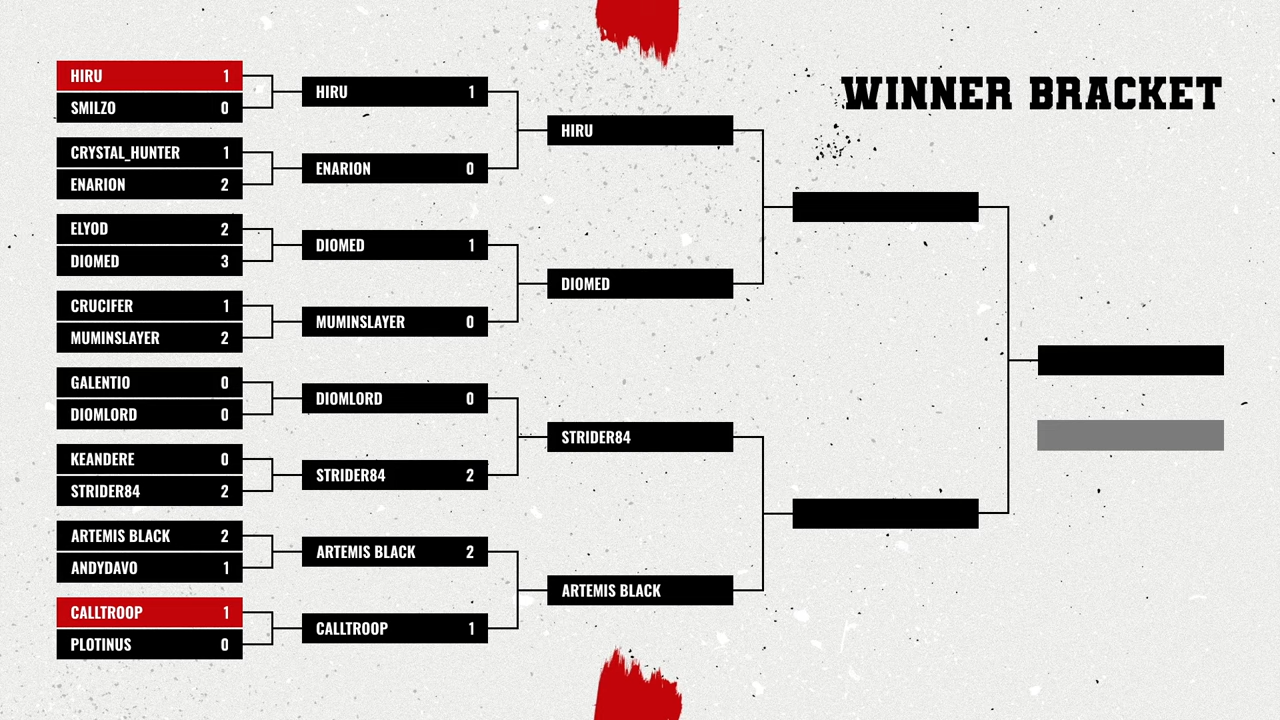 WINNER BRACKET
HIRU 1
SMILZO 0
CRYSTAL_HUNTER 1
ENARION 2
ELYOD 2
DIOMED 3
CRUCIFER 1
MUMINSLAYER 2
GALENTIO 0
DIOMLORD 0
KEANDERE 0
STRIDER84 2
ARTEMIS BLACK 2
ANDYDAVO 1
CALLTROOP 1
PLOTINUS 0
HIRU 1
ENARION 0
DIOMED 1
MUMINSLAYER 0
DIOMLORD 0
STRIDER84 2
ARTEMIS BLACK 2
CALLTROOP 1
HIRU
DIOMED
STRIDER84
ARTEMIS BLACK